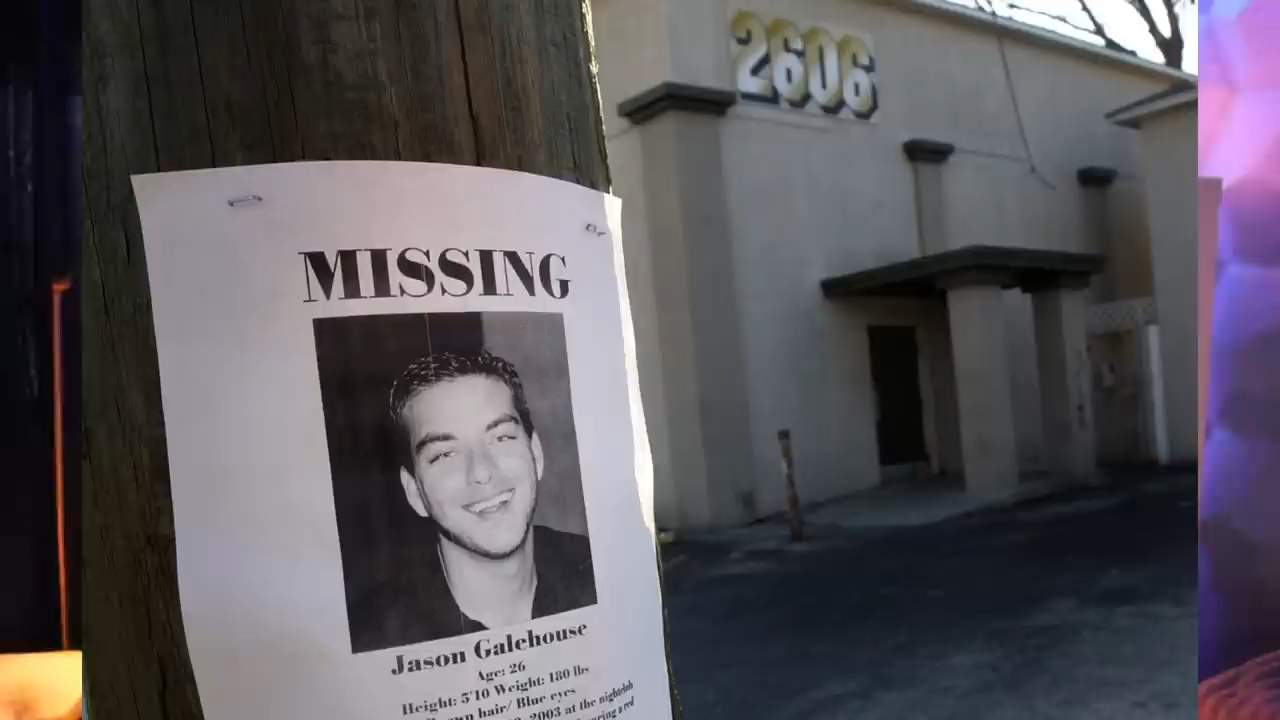 2606
MISSING
Jason Galehouse
Age: 26
Height: 5'10 Weight: 180 lbs
hair/ Blue eyes
2003 at the nightclub
a red